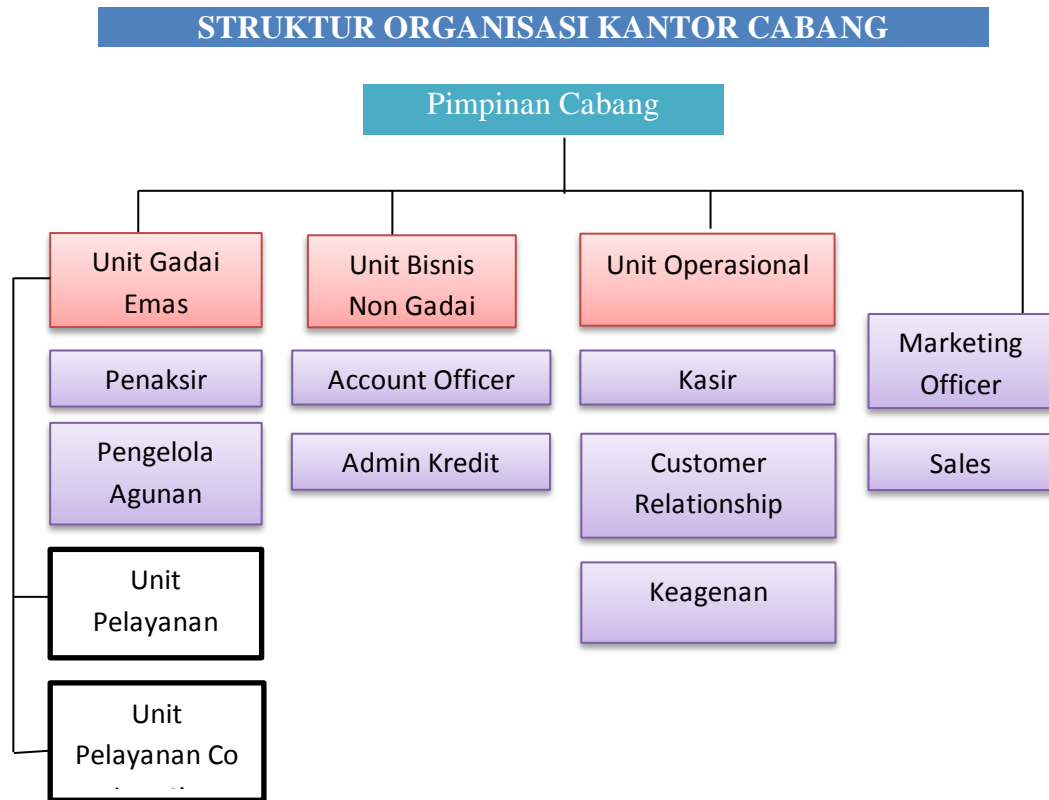 STRUKTUR ORGANISASI KANTOR CABANG
Pimpinan Cabang
Unit Gadai
Emas
Penaksir
Pengelola
Agunan
Unit
Pelayanan
Unit
Pelayanan Co
Unit Bisnis
Non Gadai
Account Officer
Admin Kredit
Unit Operasional
Kasir
Customer
Relationship
Keagenan
Marketing
Officer
Sales